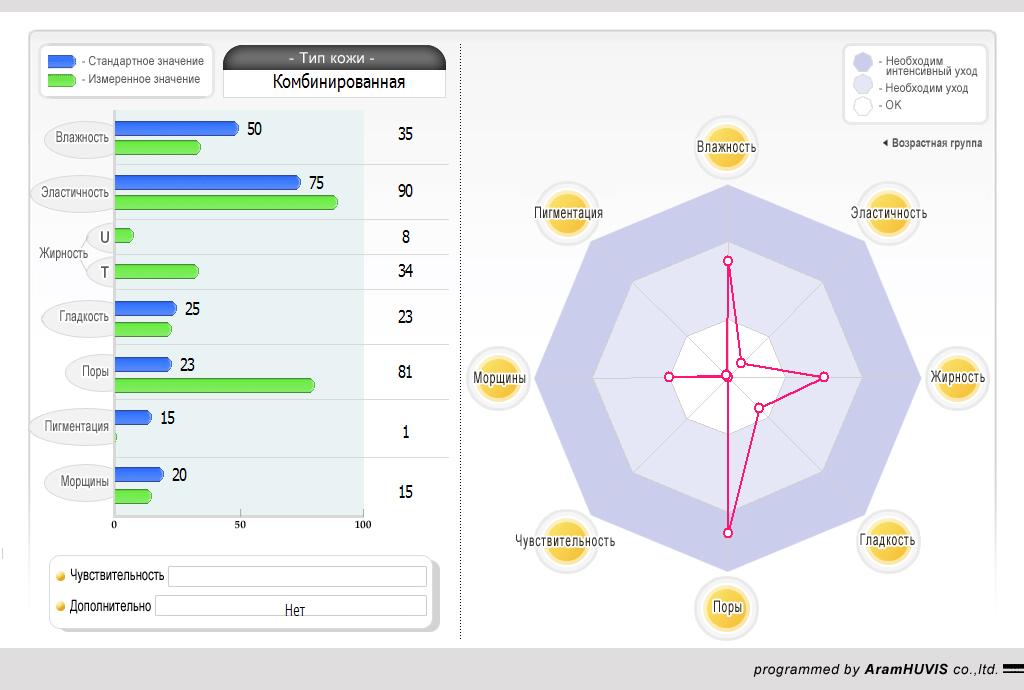 - Стандартное значение
- Измеренное значение
- Тип кожи -
Комбинированная
- Необходим
интенсивный уход
- Необходим уход
- OK
Возрастная группа
Влажность
50
35
Эластичность
75
90
Жирность
U
8
T
34
Гладкость
25
23
Поры
23
81
Пигментация
15
1
Морщины
20
15
0
50
100
Чувствительность
Дополнительно
Нет
Влажность
Пигментация
Эластичность
Морщины
Жирность
Чувствительность
Гладкость
Поры
programmed by AramHUVIS co.,ltd.